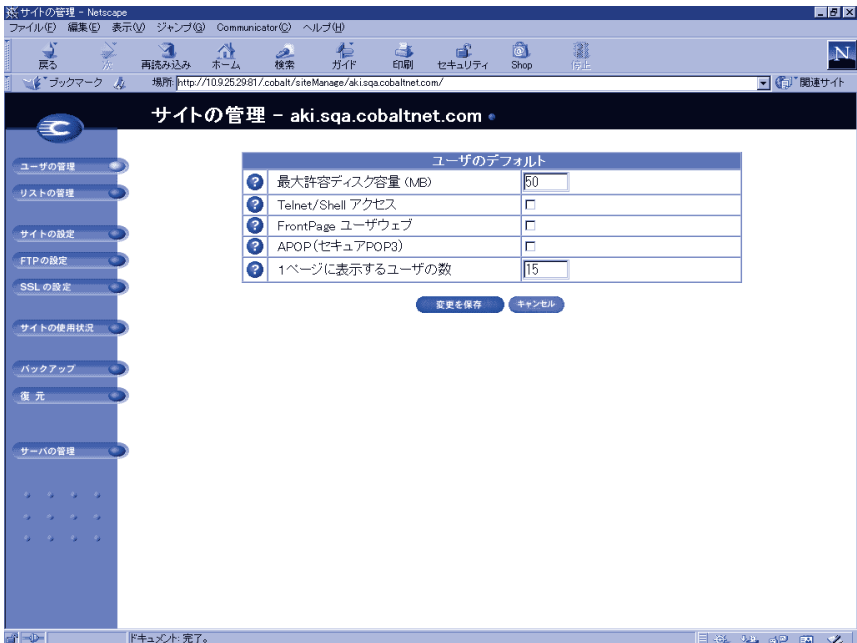 サイトの管理 - Netscape
ファイル(F) 編集(E) 表示(V) ジャンプ(G) Communicator(C) ヘルプ(H)
戻る 次 再読み込み ホーム 検索 ガイド 印刷 セキュリティ Shop 停止
ブックマーク 場所: http://10.9.25.29:81/.cobalt/siteManage/aki.sqa.cobaltnet.com/ 関連サイト
サイトの管理 - aki.sqa.cobaltnet.com
ユーザの管理
リストの管理
サイトの設定
FTPの設定
SSL の設定
サイトの使用状況
バックアップ
復元
サーバの管理
ユーザのデフォルト
最大許容ディスク容量 (MB) 50
Telnet/Shell アクセス
FrontPage ユーザウェブ
APOP(セキュアPOP3)
1ページに表示するユーザの数 15
変更を保存 キャンセル
ドキュメント: 完了。